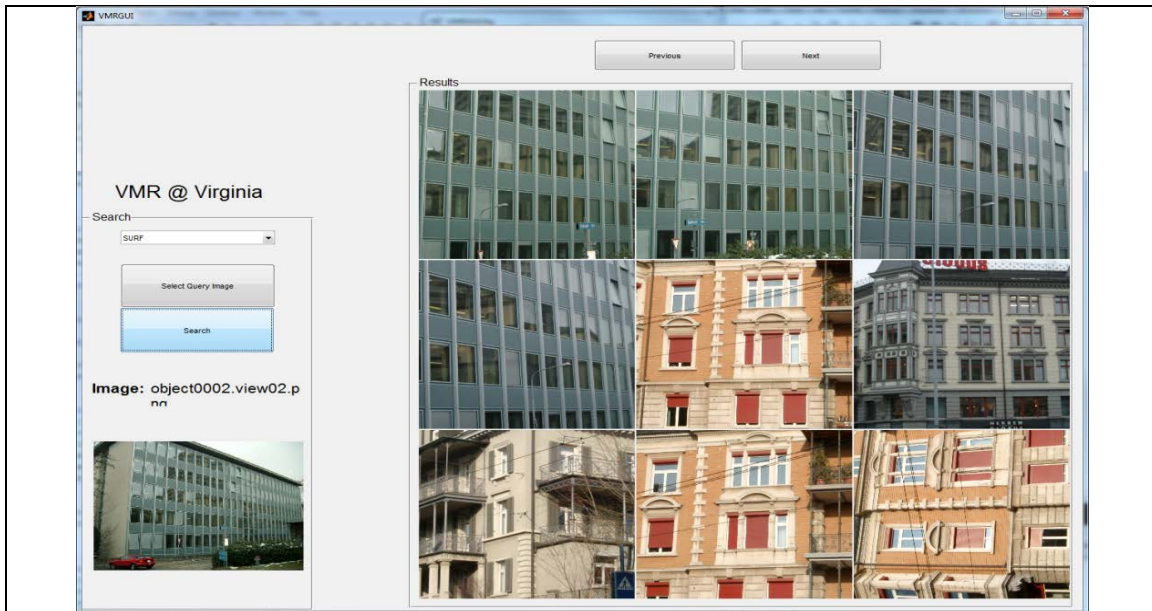 VMRGUI
Previous
Next
Results
VMR @ Virginia
Search
SURF
Select Query Image
Search
Image: object0002.view02.p
ng